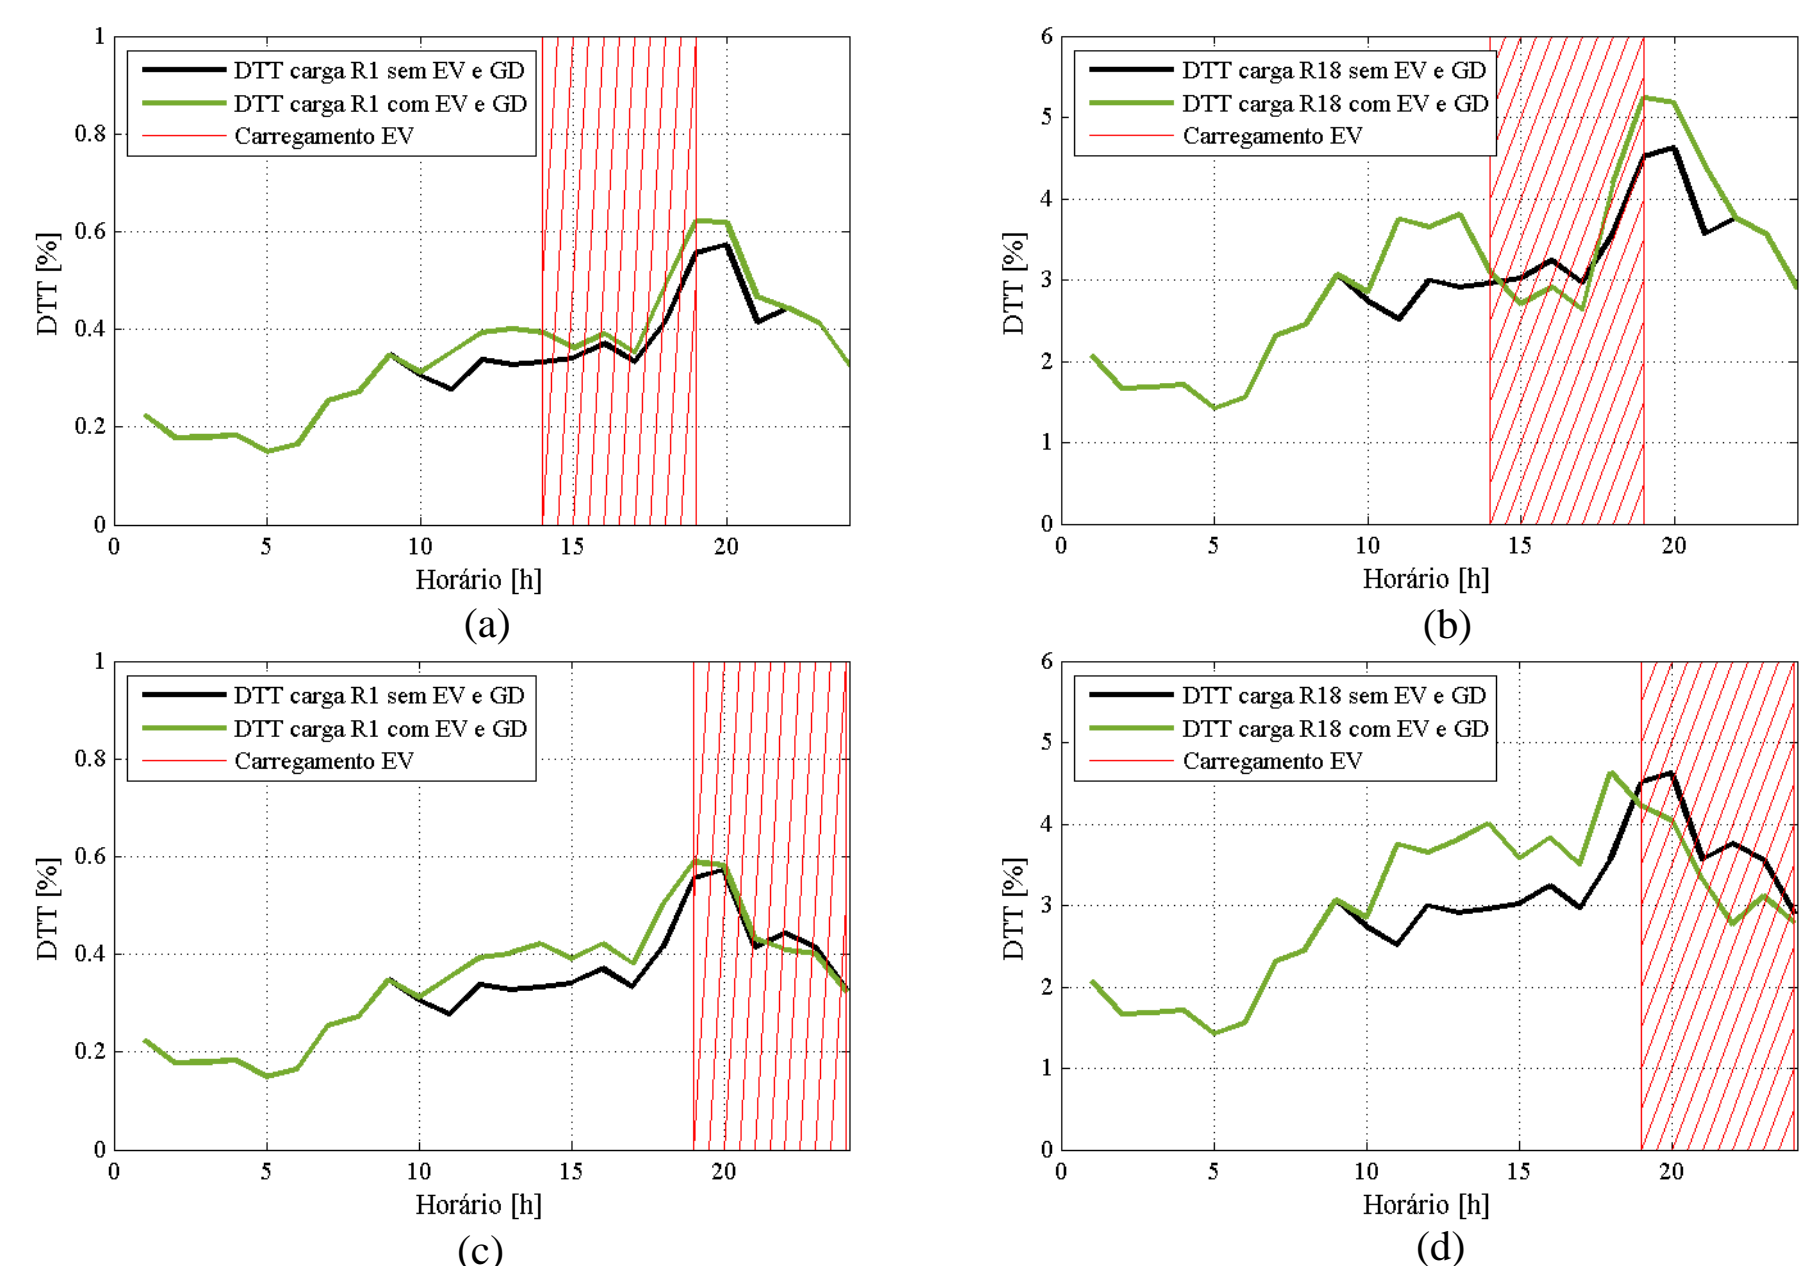 1
0.8
0.6
0.4
0.2
0
DTT [%]
DTT carga R1 sem EV e GD
DTT carga R1 com EV e GD
Carregamento EV
0 5 10 15 20
Horário [h]
(a)
6
5
4
3
2
1
0
DTT [%]
DTT carga R18 sem EV e GD
DTT carga R18 com EV e GD
Carregamento EV
0 5 10 15 20
Horário [h]
(b)
1
0.8
0.6
0.4
0.2
0
DTT [%]
DTT carga R1 sem EV e GD
DTT carga R1 com EV e GD
Carregamento EV
0 5 10 15 20
Horário [h]
(c)
6
5
4
3
2
1
0
DTT [%]
DTT carga R18 sem EV e GD
DTT carga R18 com EV e GD
Carregamento EV
0 5 10 15 20
Horário [h]
(d)